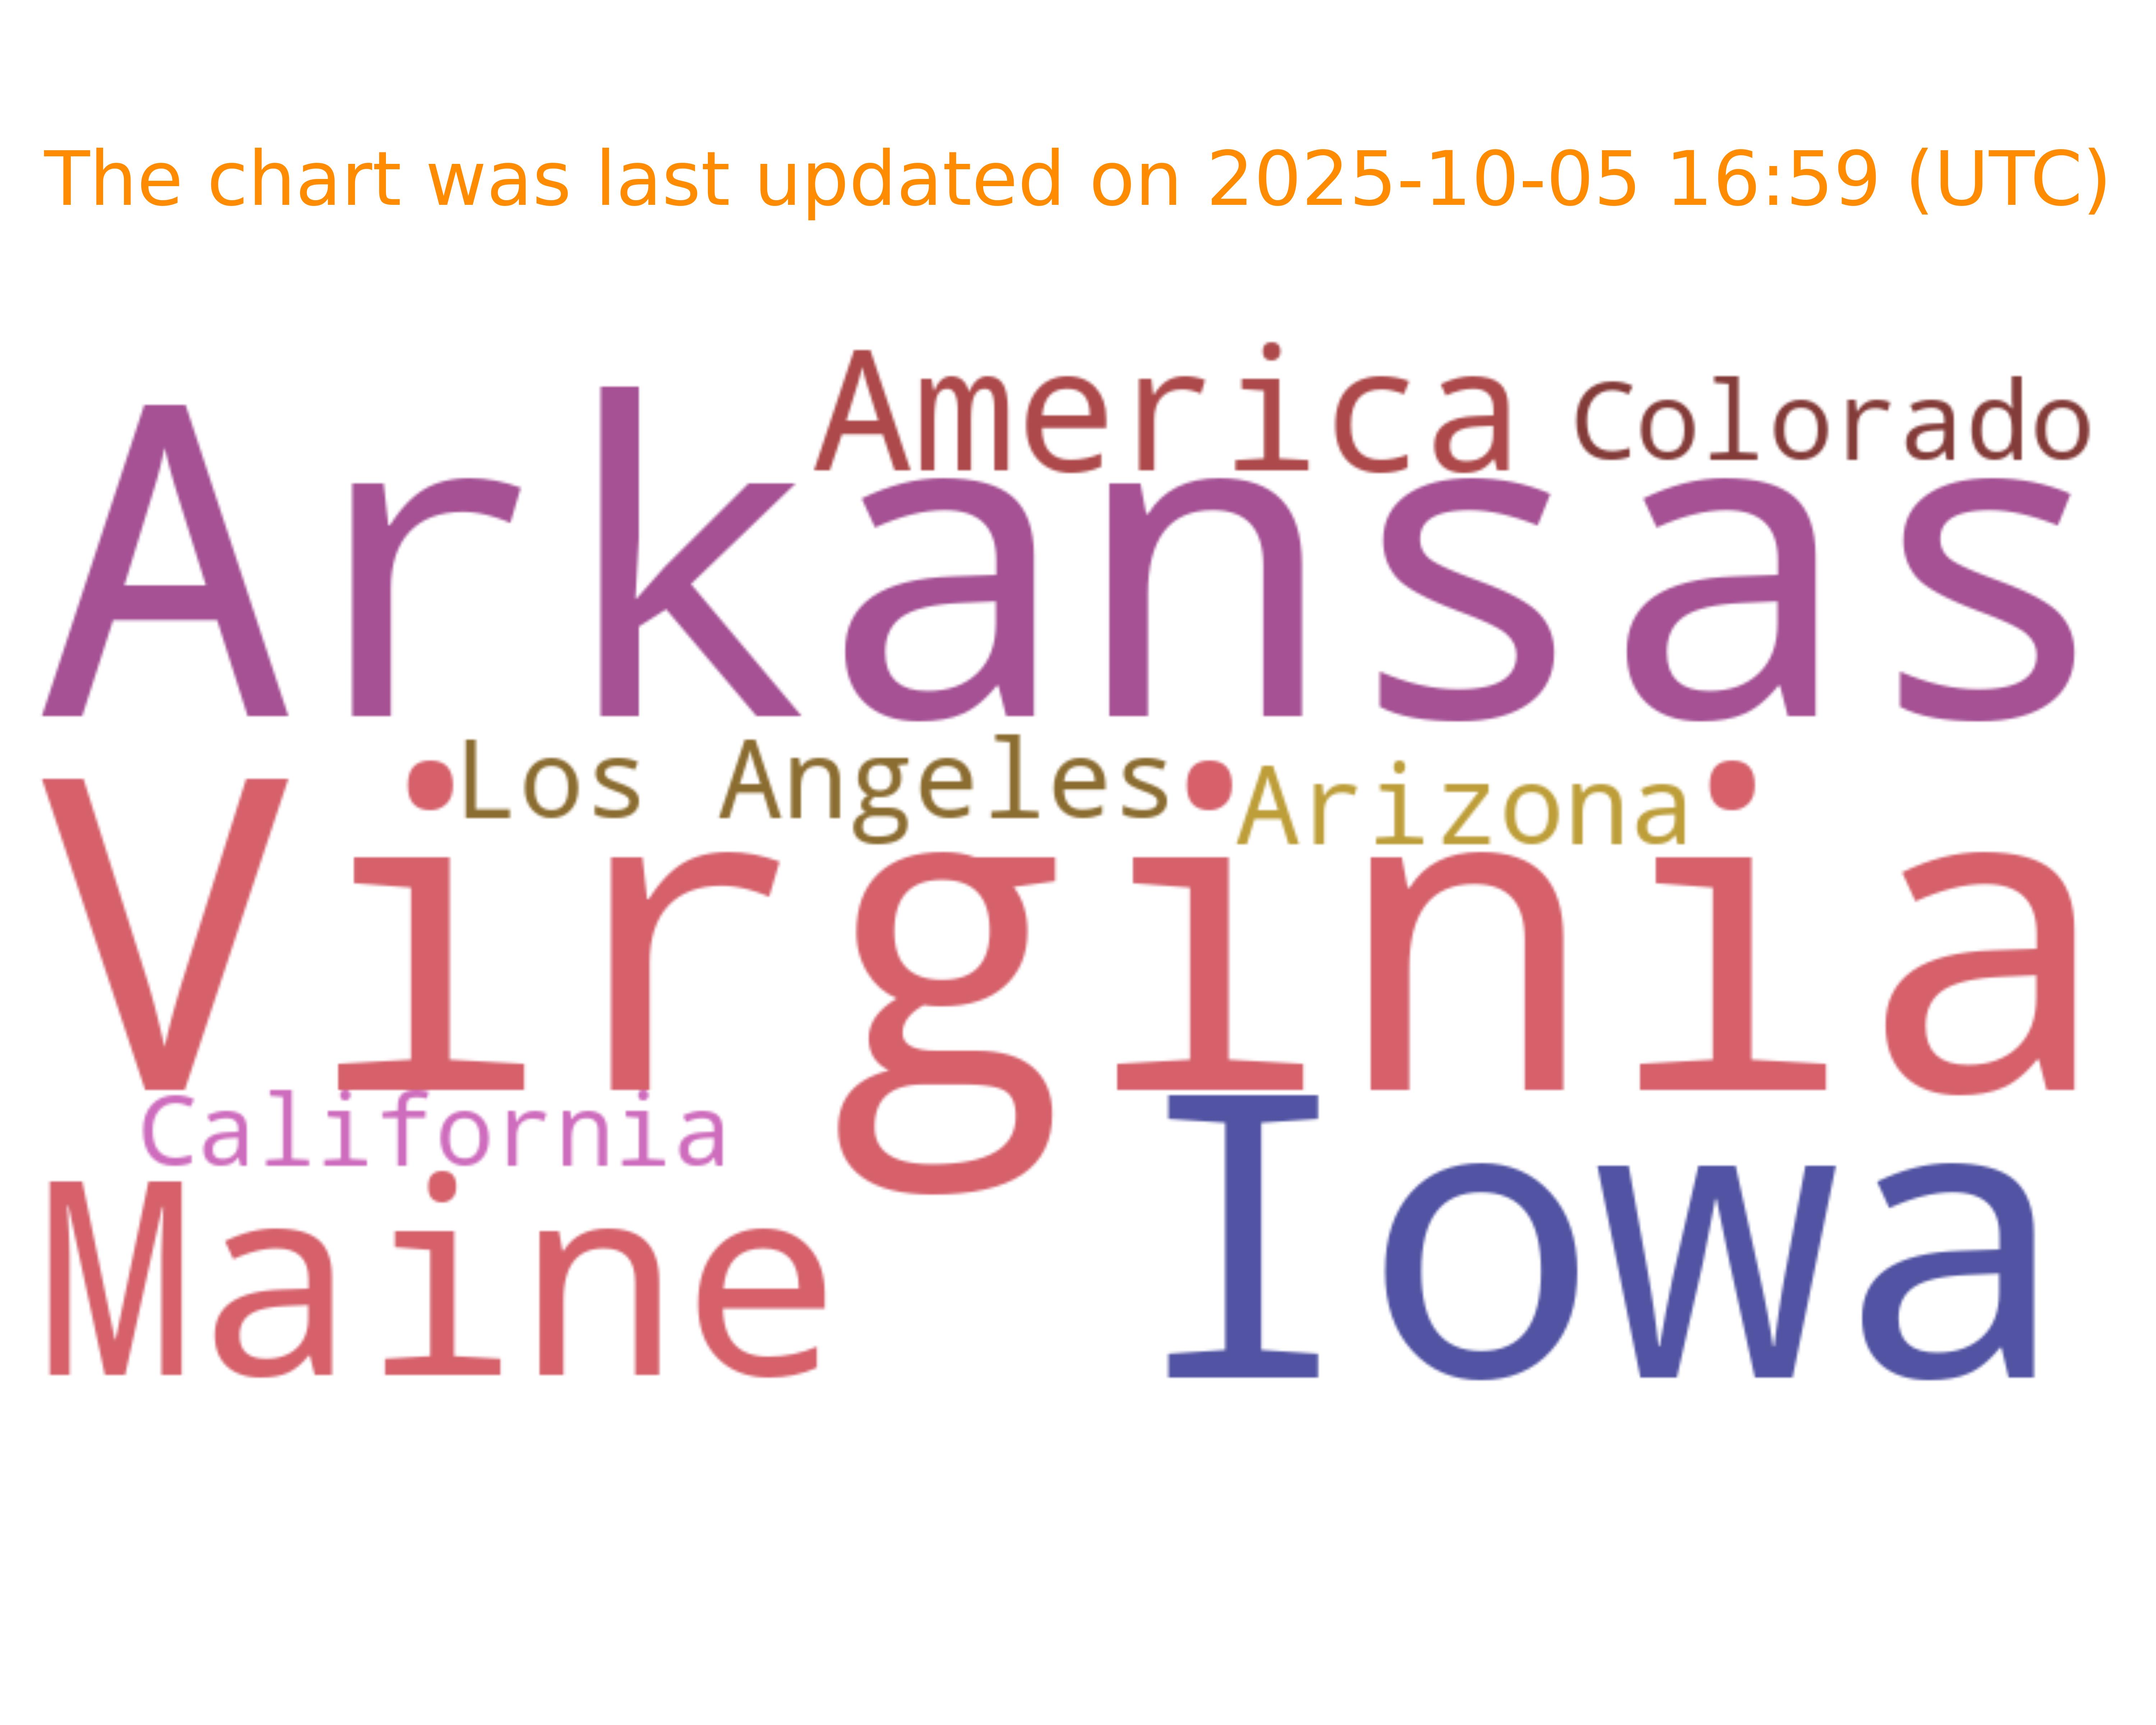 The chart was last updated on 2025-10-05 16:59 (UTC)
America Colorado
Arkansas
Los Angeles Arizona
Virginia
California
Maine Iowa